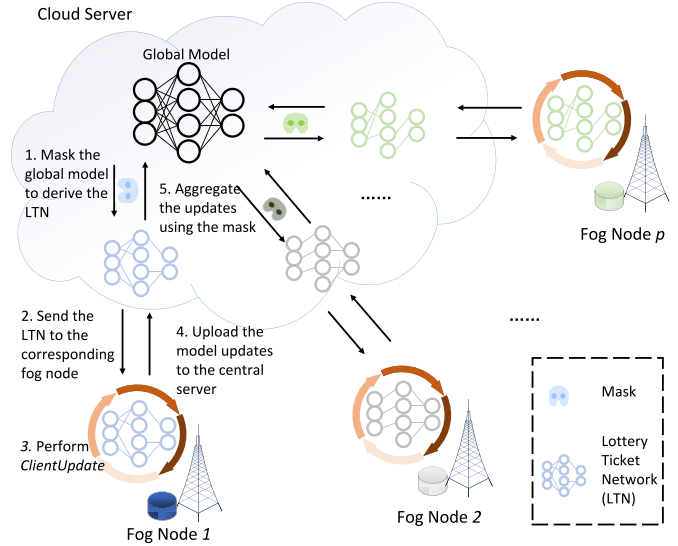 Cloud Server
Global Model
1. Mask the
global model
to derive the
LTN
5. Aggregate
the updates
using the mask
......
Fog Node p
2. Send the
LTN to the
corresponding
fog node
4. Upload the
model updates
to the central
server
......
3. Perform
ClientUpdate
Fog Node 1
Fog Node 2
Mask
Lottery
Ticket
Network
(LTN)